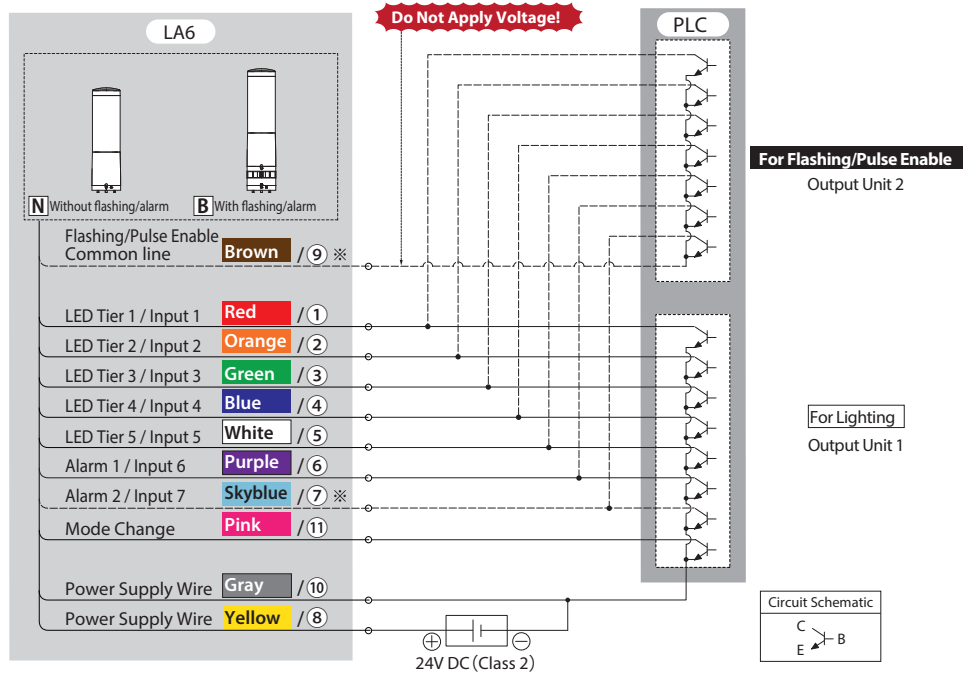 Do Not Apply Voltage!
LA6
PLC
N Without flashing/alarm
B With flashing/alarm
For Flashing/Pulse Enable
Output Unit 2
Flashing/Pulse Enable
Common line Brown / ⑨ ※
LED Tier 1 / Input 1 Red / ①
LED Tier 2 / Input 2 Orange / ②
LED Tier 3 / Input 3 Green / ③
LED Tier 4 / Input 4 Blue / ④
LED Tier 5 / Input 5 White / ⑤
Alarm 1 / Input 6 Purple / ⑥
Alarm 2 / Input 7 Skyblue / ⑦ ※
Mode Change Pink / ⑪
For Lighting
Output Unit 1
Power Supply Wire Gray / ⑩
Power Supply Wire Yellow / ⑧
⊕ ⊖
24V DC (Class 2)
Circuit Schematic
C
B
E